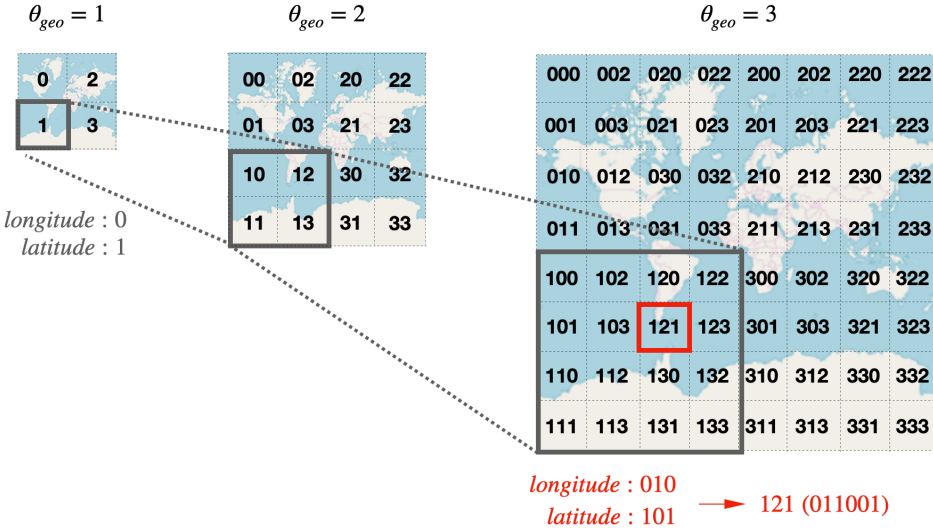 θgeo = 1
θgeo = 2
θgeo = 3
0 2
1 3
longitude : 0
latitude : 1
00 02 20 22
01 03 21 23
10 12 30 32
11 13 31 33
000 002 020 022 200 202 220 222
001 003 021 023 201 203 221 223
010 012 030 032 210 212 230 232
011 013 031 033 211 213 231 233
100 102 120 122 300 302 320 322
101 103 121 123 301 303 321 323
110 112 130 132 310 312 330 332
111 113 131 133 311 313 331 333
longitude : 010
latitude : 101
121 (011001)